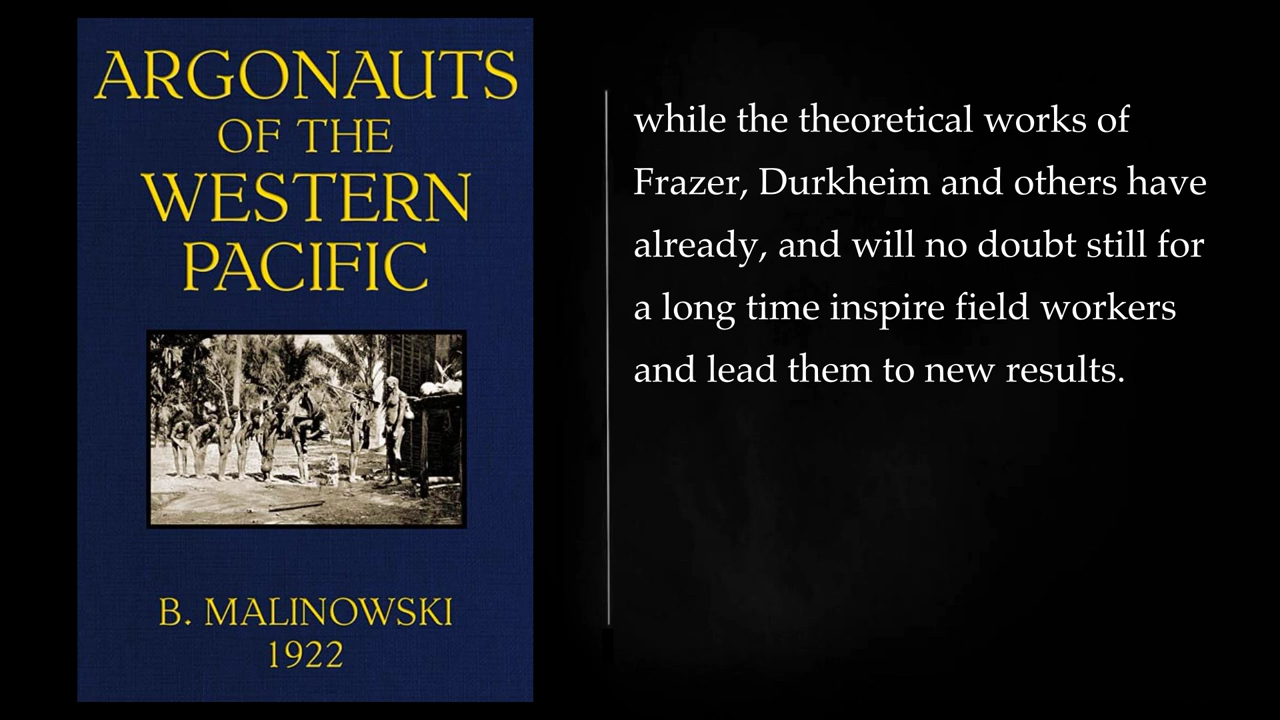 ARGONAUTS
OF THE
WESTERN
PACIFIC
B. MALINOWSKI
1922
while the theoretical works of
Frazer, Durkheim and others have
already, and will no doubt still for
a long time inspire field workers
and lead them to new results.